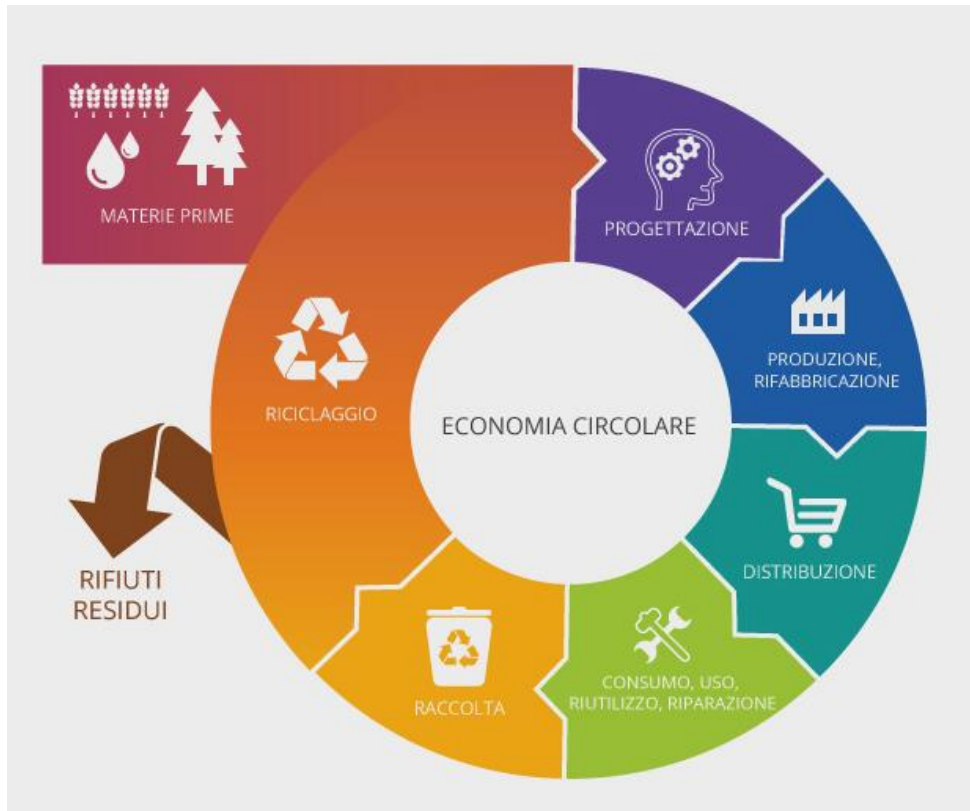 MATERIE PRIME
PROGETTAZIONE
PRODUZIONE,
RIFABBRICAZIONE
DISTRIBUZIONE
CONSUMO, USO,
RIUTILIZZO, RIPARAZIONE
RACCOLTA
RICICLAGGIO
RIFIUTI
RESIDUI
ECONOMIA CIRCOLARE